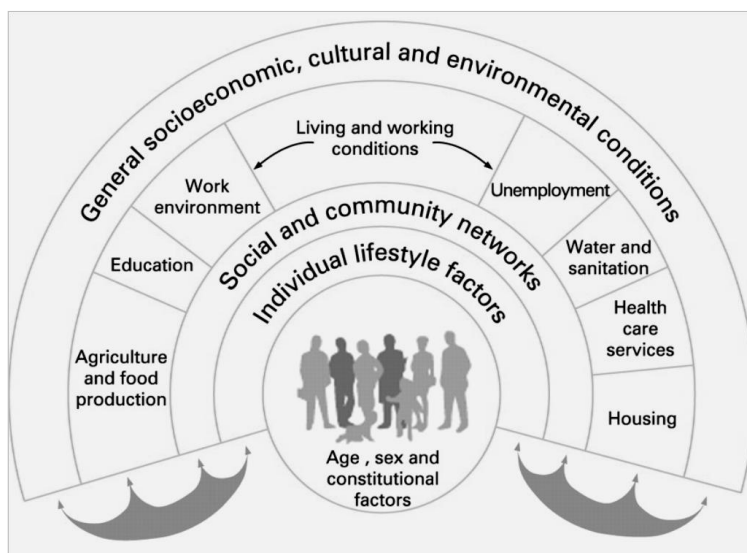 General socioeconomic, cultural and environmental conditions
Living and working
conditions
Work
environment
Unemployment
Education
Water and
sanitation
Agriculture
and food
production
Health
care
services
Housing
Social and community networks
Individual lifestyle factors
Age , sex and
constitutional
factors